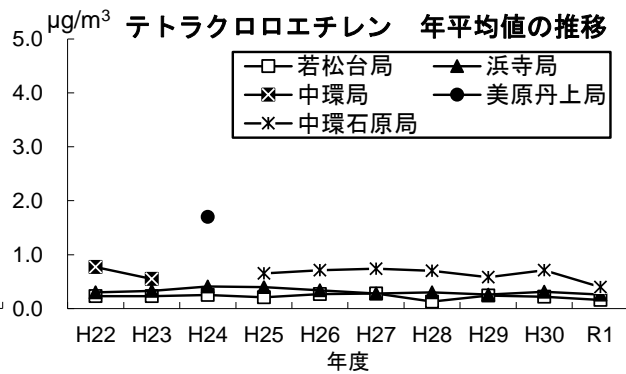 μg/m³ テトラクロロエチレン 年平均値の推移
5.0
4.0
3.0
2.0
1.0
0.0
若松台局 浜寺局
中環局 美原丹上局
中環石原局
H22 H23 H24 H25 H26 H27 H28 H29 H30 R1
年度